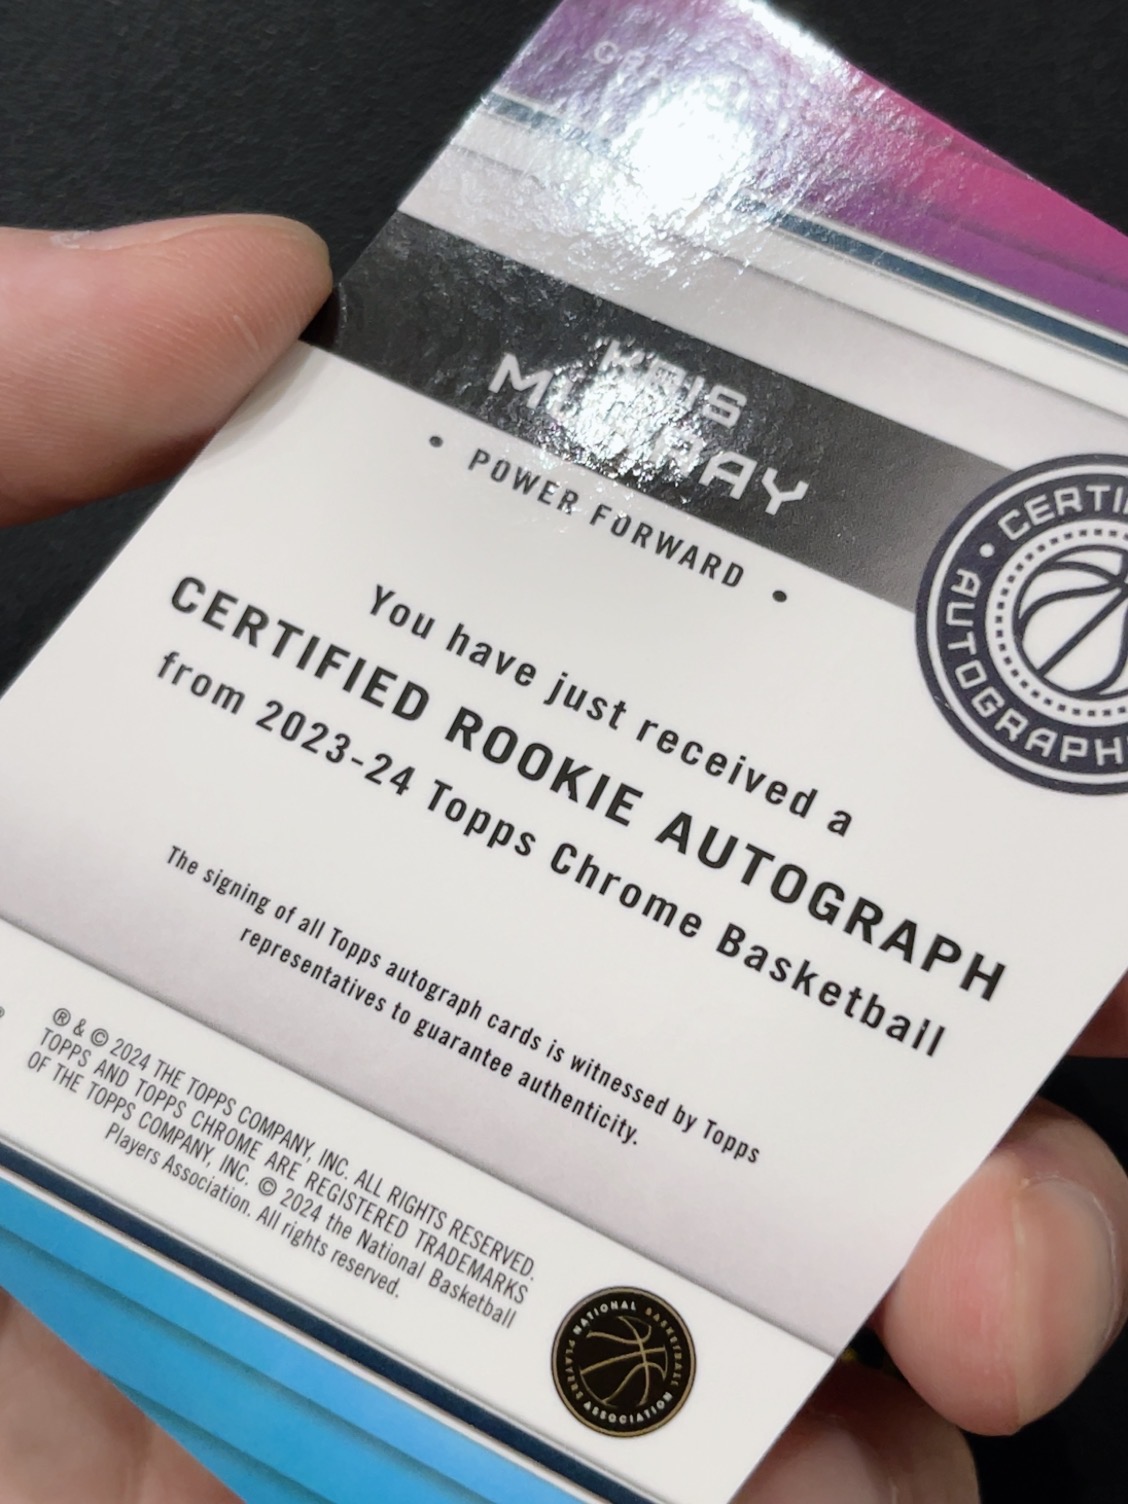 KRIS
MURRAY
• POWER FORWARD •
You have just received a
CERTIFIED ROOKIE AUTOGRAPH
from 2023-24 Topps Chrome Basketball
The signing of all Topps autograph cards is witnessed by Topps
representatives to guarantee authenticity.
® & © 2024 THE TOPPS COMPANY, INC. ALL RIGHTS RESERVED.
TOPPS AND TOPPS CHROME ARE REGISTERED TRADEMARKS
OF THE TOPPS COMPANY, INC. © 2024 the National Basketball
Players Association. All rights reserved.
NATIONAL BASKETBALL PLAYERS ASSOCIATION